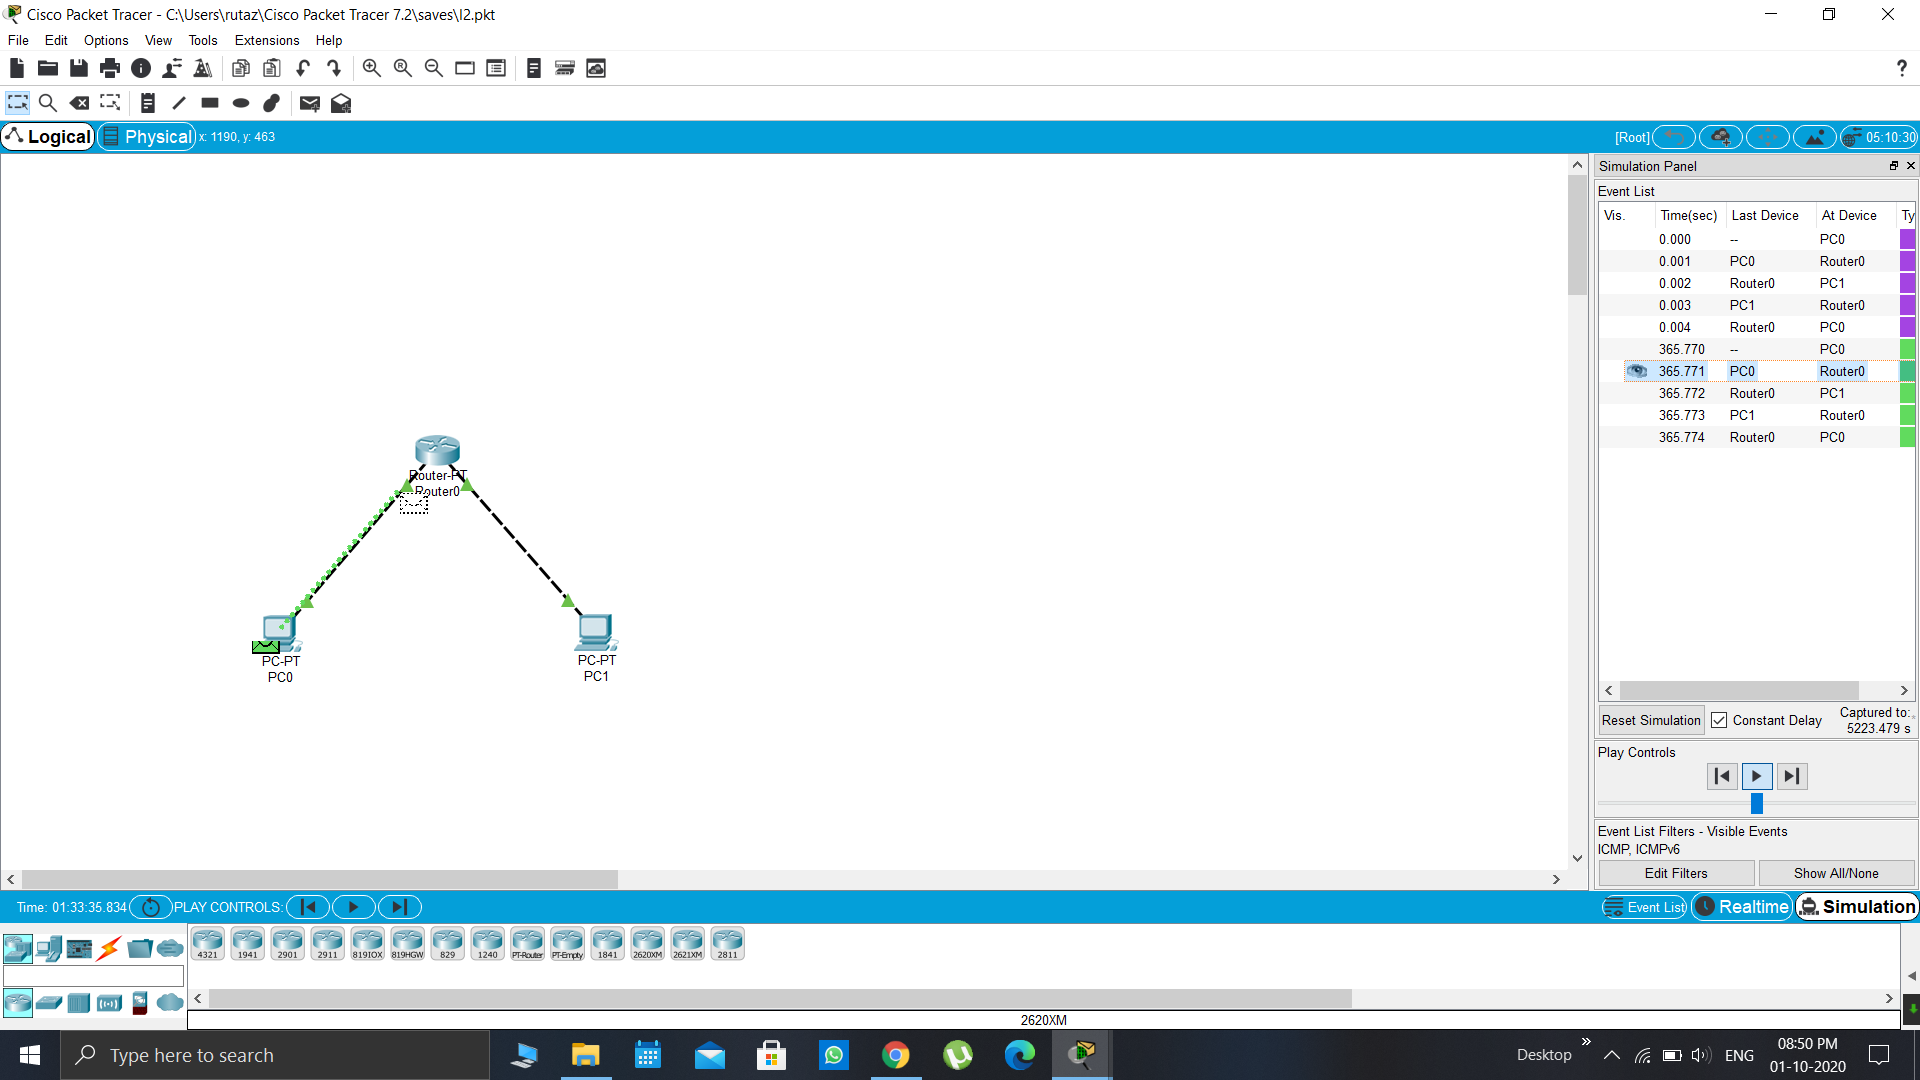 Cisco Packet Tracer - C:\Users\rutaz\Cisco Packet Tracer 7.2\saves\l2.pkt
File Edit Options View Tools Extensions Help
Logical Physical x: 1190, y: 463
[Root] 05:10:30
Simulation Panel
Event List
Vis. Time(sec) Last Device At Device Ty
0.000 -- PC0
0.001 PC0 Router0
0.002 Router0 PC1
0.003 PC1 Router0
0.004 Router0 PC0
365.770 -- PC0
365.771 PC0 Router0
365.772 Router0 PC1
365.773 PC1 Router0
365.774 Router0 PC0
Router-PT
Router0
PC-PT
PC0
PC-PT
PC1
Reset Simulation Constant Delay Captured to:
5223.479 s
Play Controls
Event List Filters - Visible Events
ICMP, ICMPv6
Edit Filters Show All/None
Time: 01:33:35.834 PLAY CONTROLS:
Event List Realtime Simulation
4321 1941 2901 2911 819IOX 819HGW 829 1240 PT-Router PT-Empty 1841 2620XM 2621XM 2811
2620XM
Type here to search
Desktop ENG 08:50 PM
01-10-2020